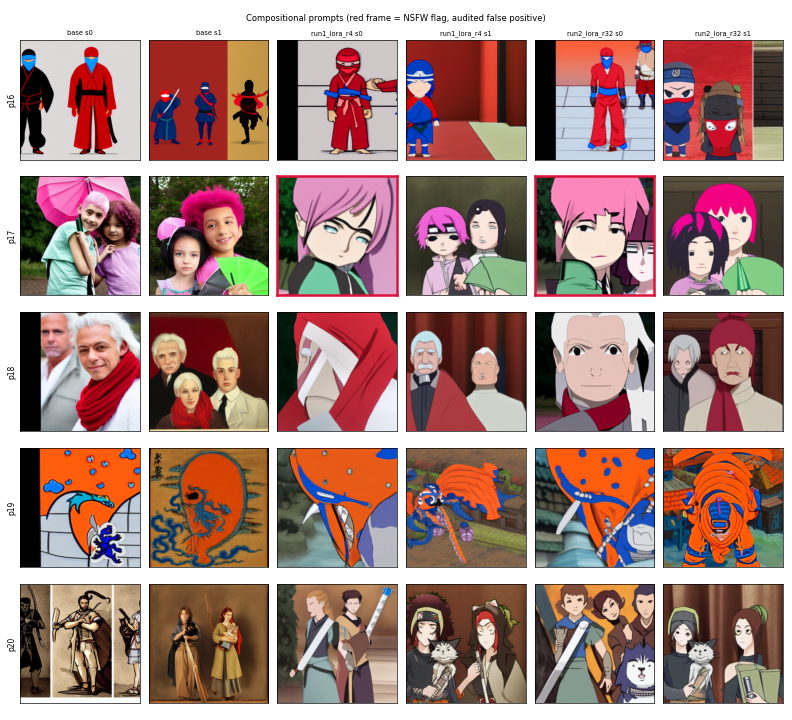 Compositional prompts (red frame = NSFW flag, audited false positive)
base s0 base s1 run1_lora_r4 s0 run1_lora_r4 s1 run2_lora_r32 s0 run2_lora_r32 s1
p16
p17
p18
p19
p20